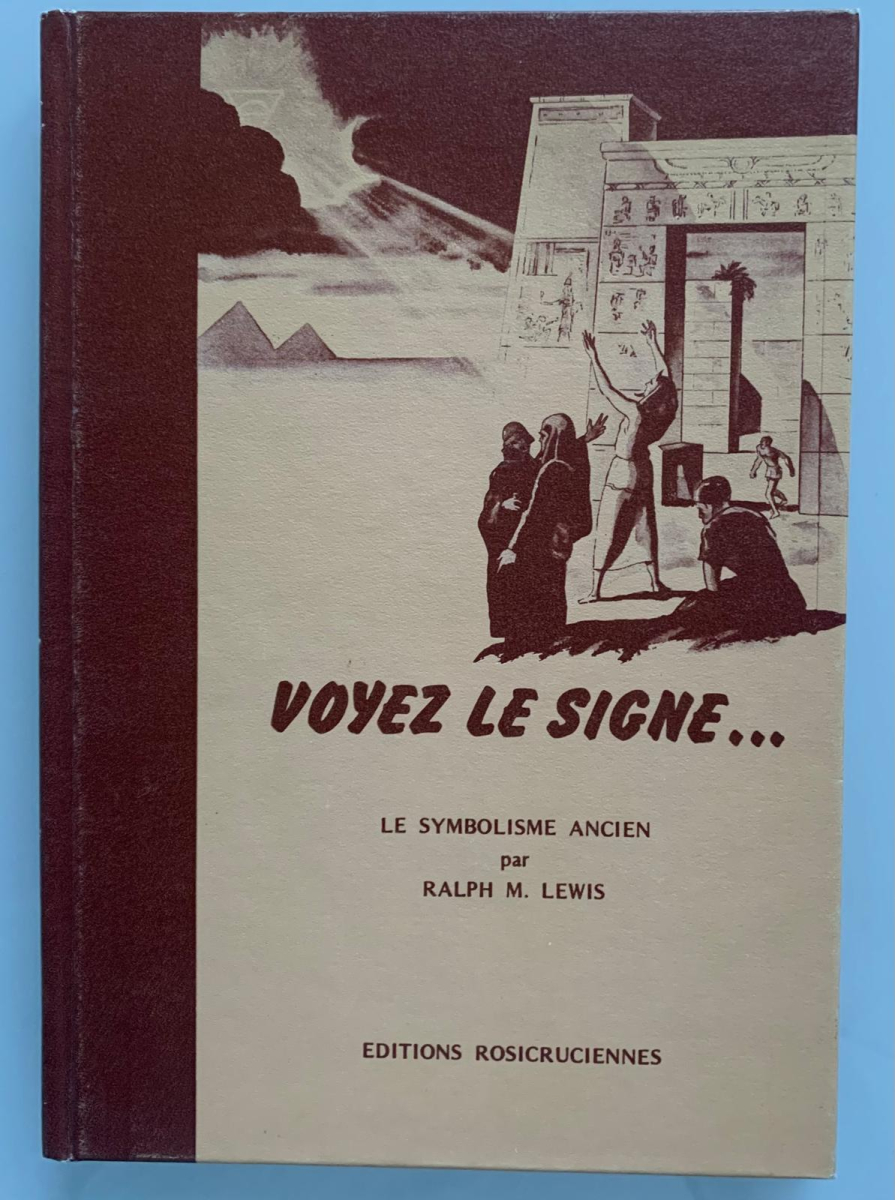 VOYEZ LE SIGNE...
LE SYMBOLISME ANCIEN
par
RALPH M. LEWIS
EDITIONS ROSICRUCIENNES